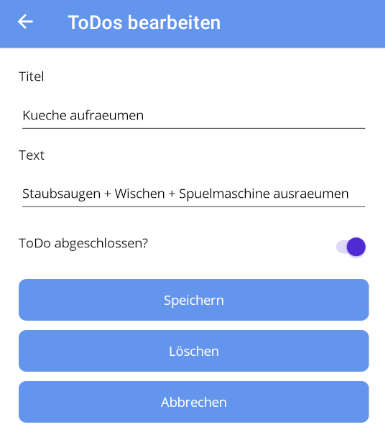 ToDos bearbeiten
Titel
Kueche aufraeumen
Text
Staubsaugen + Wischen + Spuelmaschine ausraeumen
ToDo abgeschlossen?
Speichern
Löschen
Abbrechen